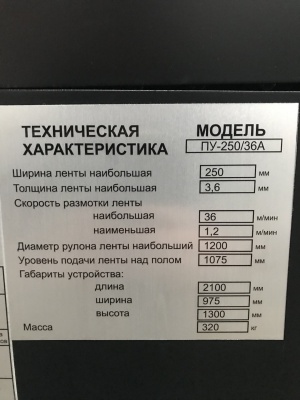 ТЕХНИЧЕСКАЯ ХАРАКТЕРИСТИКА
МОДЕЛЬ
ПУ-250/36А
Ширина ленты наибольшая 250 мм
Толщина ленты наибольшая 3,6 мм
Скорость размотки ленты
наибольшая 36 м/мин
наименьшая 1,2 м/мин
Диаметр рулона ленты наибольший 1200 мм
Уровень подачи ленты над полом 1075 мм
Габариты устройства:
длина 2100 мм
ширина 975 мм
высота 1300 мм
Масса 320 кг